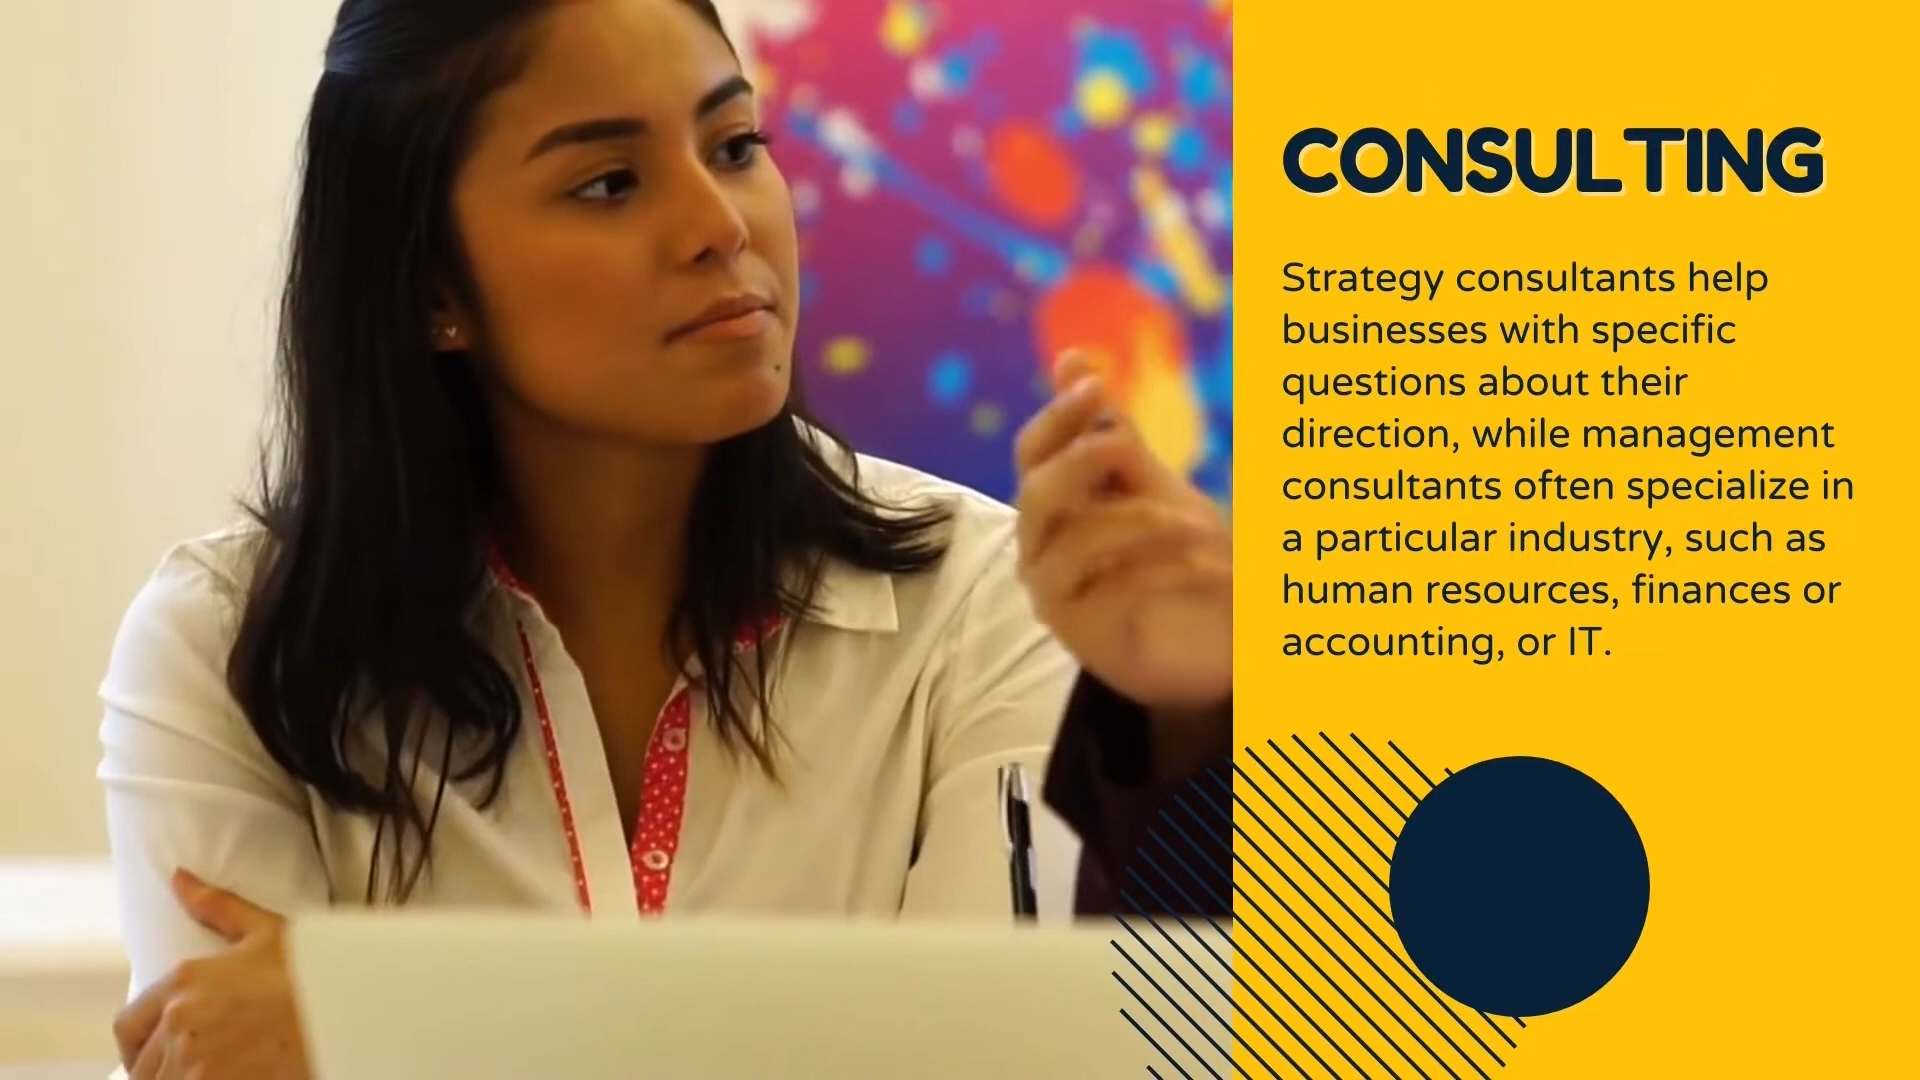 CONSULTING
Strategy consultants help
businesses with specific
questions about their
direction, while management
consultants often specialize in
a particular industry, such as
human resources, finances or
accounting, or IT.